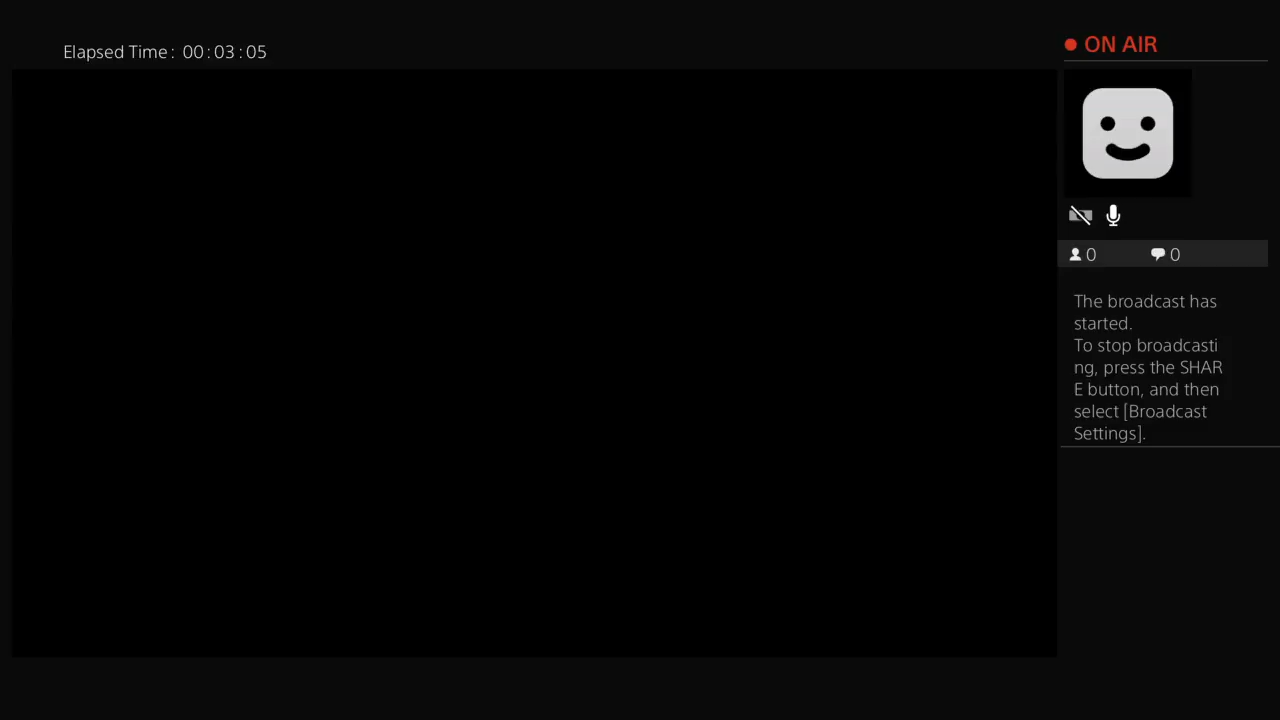 Elapsed Time: 00:03:05
ON AIR
0 0
The broadcast has
started.
To stop broadcasti
ng, press the SHAR
E button, and then
select [Broadcast
Settings].